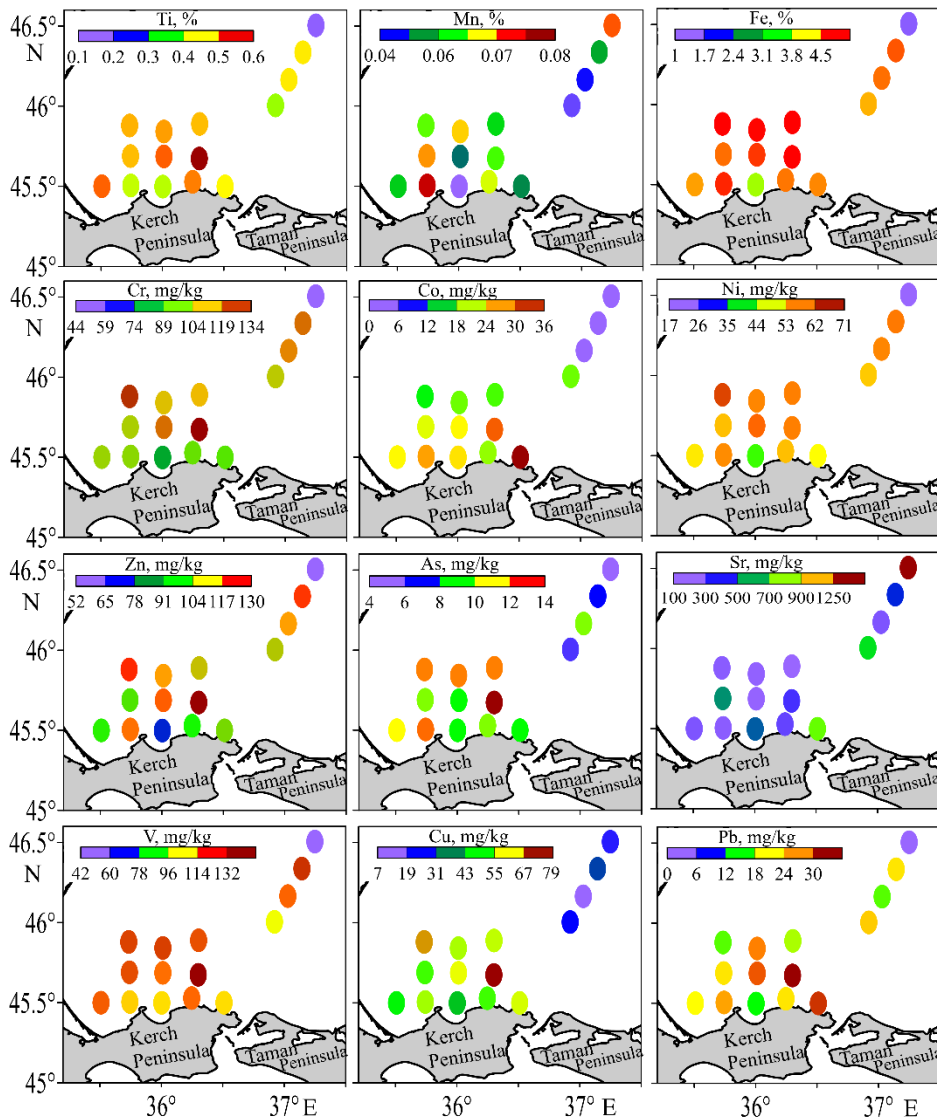 46.5°
N
46°
45.5°
45°
Ti, %
0.1 0.2 0.3 0.4 0.5 0.6
Kerch
Peninsula
Taman
Peninsula
Mn, %
0.04 0.06 0.07 0.08
Kerch
Peninsula
Taman
Peninsula
Fe, %
1 1.7 2.4 3.1 3.8 4.5
Kerch
Peninsula
Taman
Peninsula
46.5°
N
46°
45.5°
45°
Cr, mg/kg
44 59 74 89 104 119 134
Kerch
Peninsula
Taman
Peninsula
Co, mg/kg
0 6 12 18 24 30 36
Kerch
Peninsula
Taman
Peninsula
Ni, mg/kg
17 26 35 44 53 62 71
Kerch
Peninsula
Taman
Peninsula
46.5°
N
46°
45.5°
45°
Zn, mg/kg
52 65 78 91 104 117 130
Kerch
Peninsula
Taman
Peninsula
As, mg/kg
4 6 8 10 12 14
Kerch
Peninsula
Taman
Peninsula
Sr, mg/kg
100 300 500 700 900 1250
Kerch
Peninsula
Taman
Peninsula
46.5°
N
46°
45.5°
45°
V, mg/kg
42 60 78 96 114 132
Kerch
Peninsula
Taman
Peninsula
Cu, mg/kg
7 19 31 43 55 67 79
Kerch
Peninsula
Taman
Peninsula
Pb, mg/kg
0 6 12 18 24 30
Kerch
Peninsula
Taman
Peninsula
36° 37° E
36° 37° E
36° 37° E